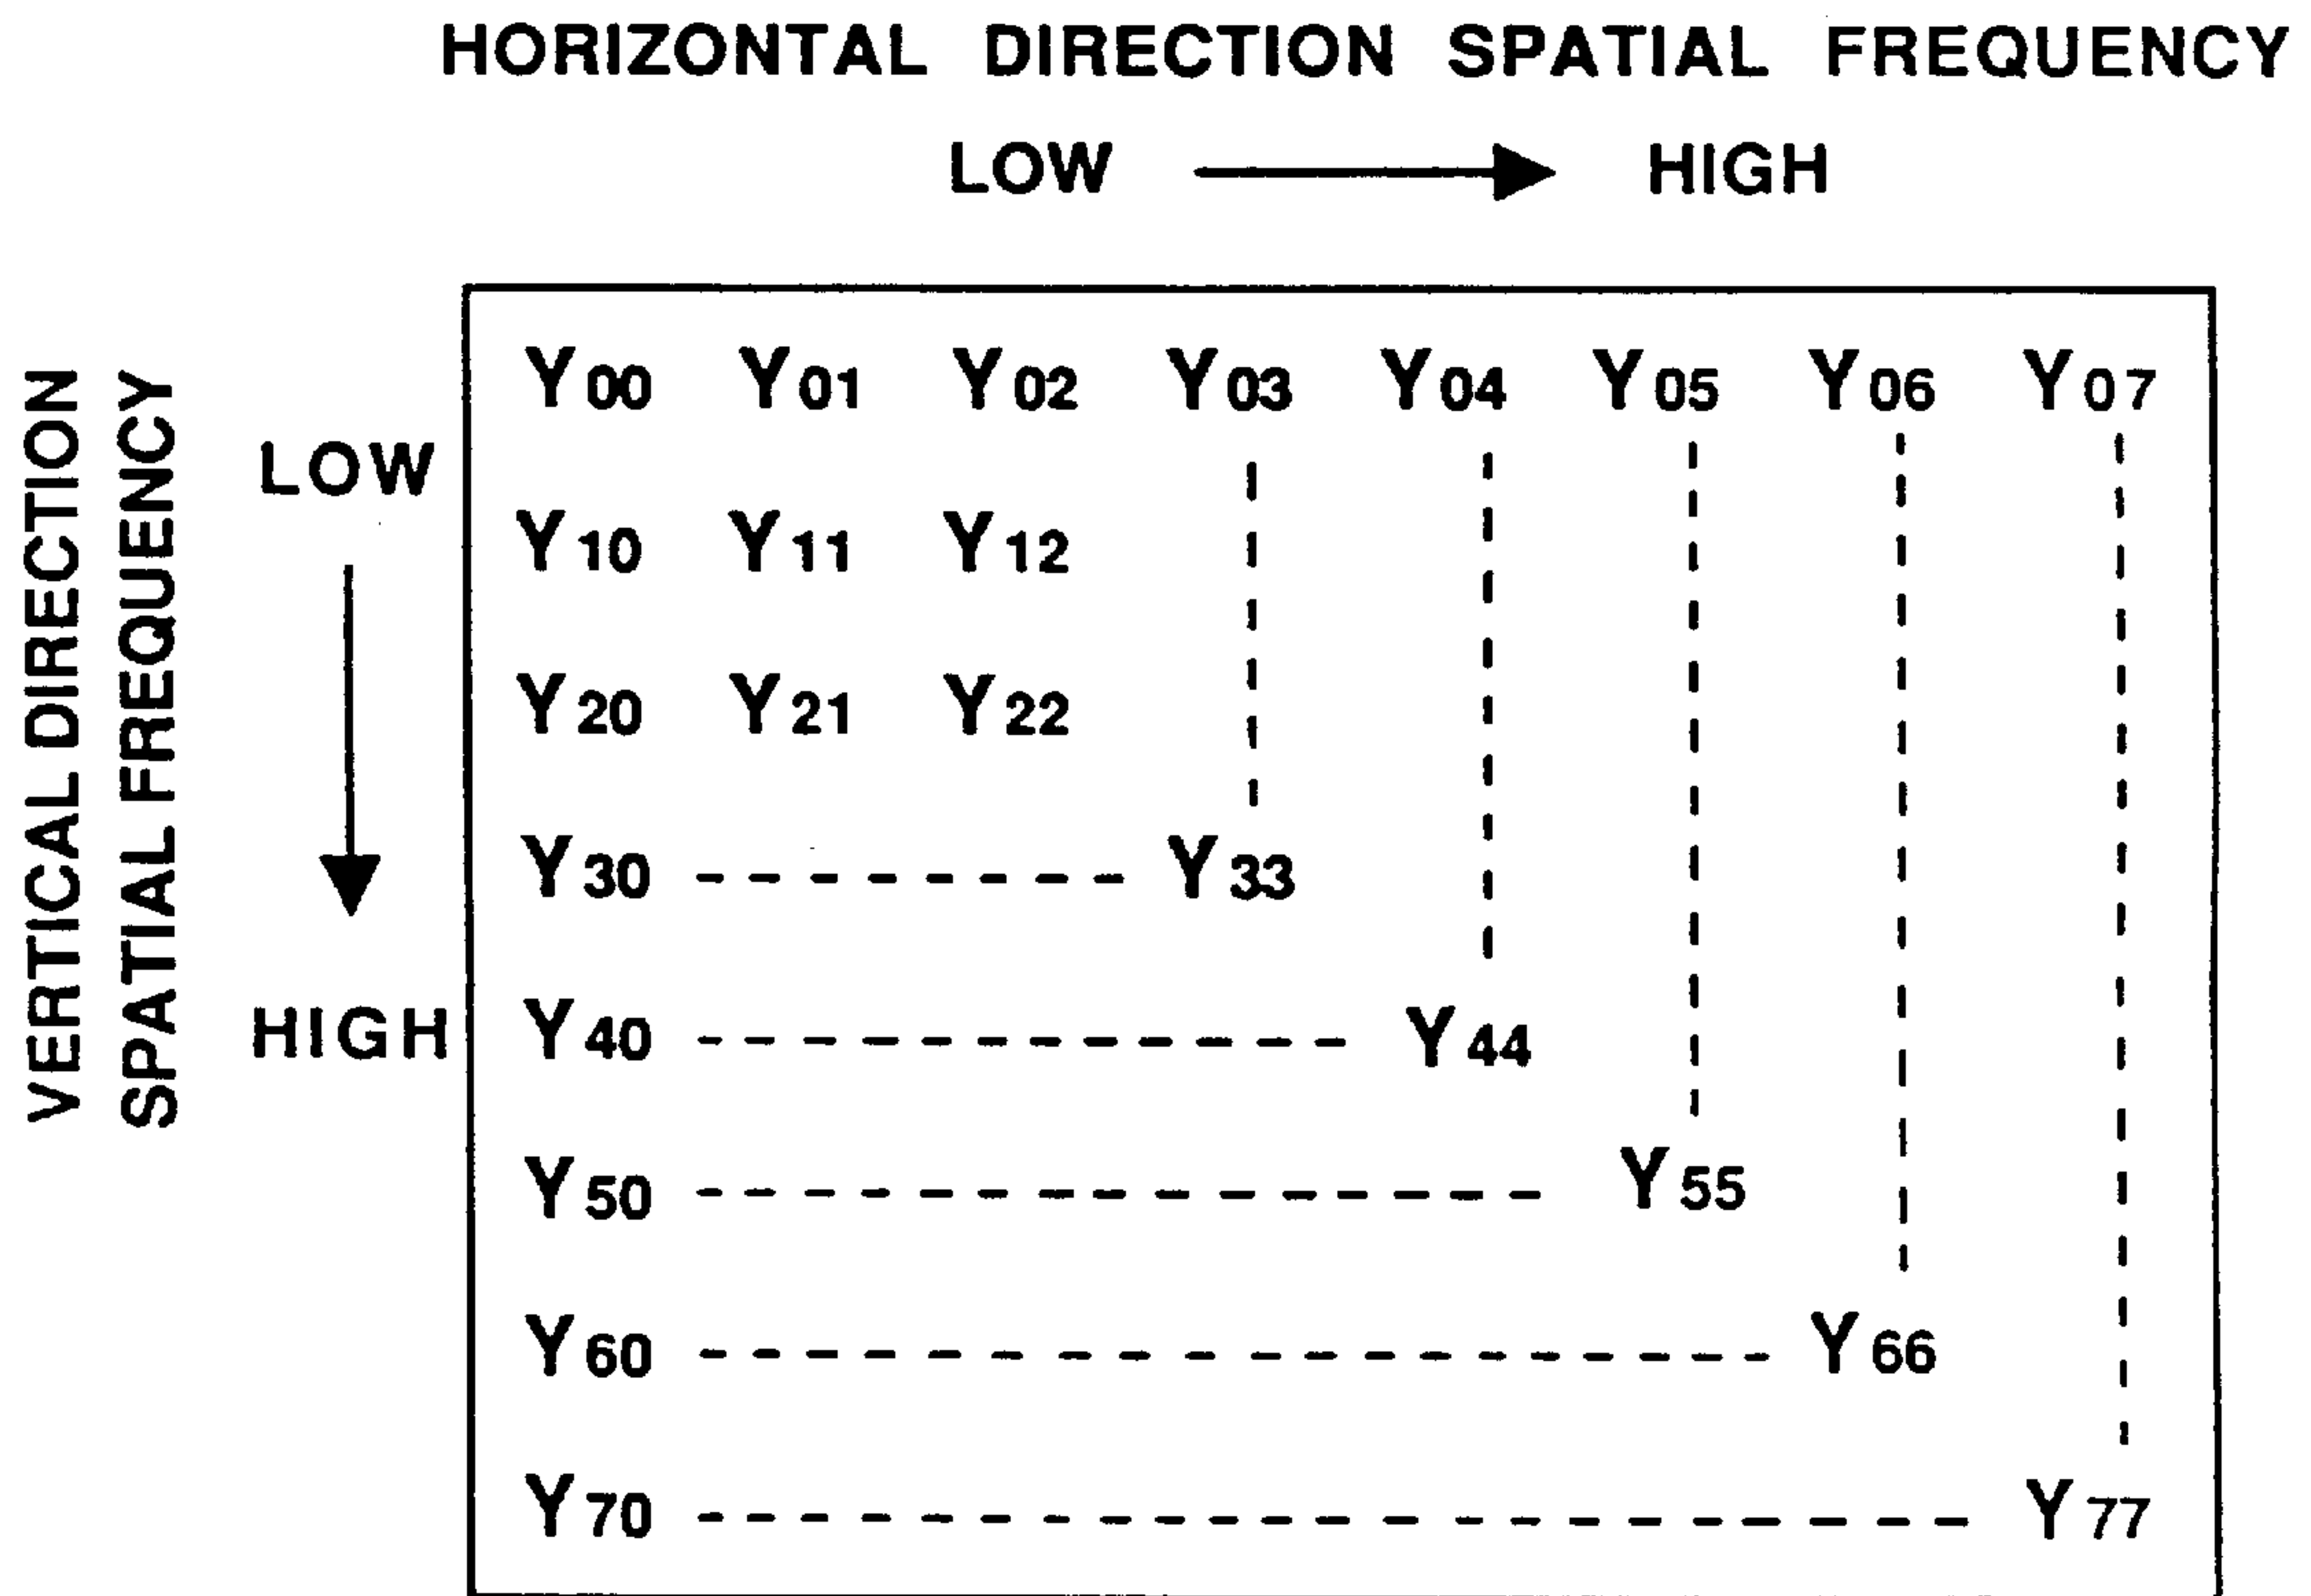 HORIZONTAL DIRECTION SPATIAL FREQUENCY
LOW HIGH
VERTICAL DIRECTION
SPATIAL FREQUENCY
LOW
HIGH
Y00 Y01 Y02 Y03 Y04 Y05 Y06 Y07
Y10 Y11 Y12
Y20 Y21 Y22
Y30 Y33
Y40 Y44
Y50 Y55
Y60 Y66
Y70 Y77